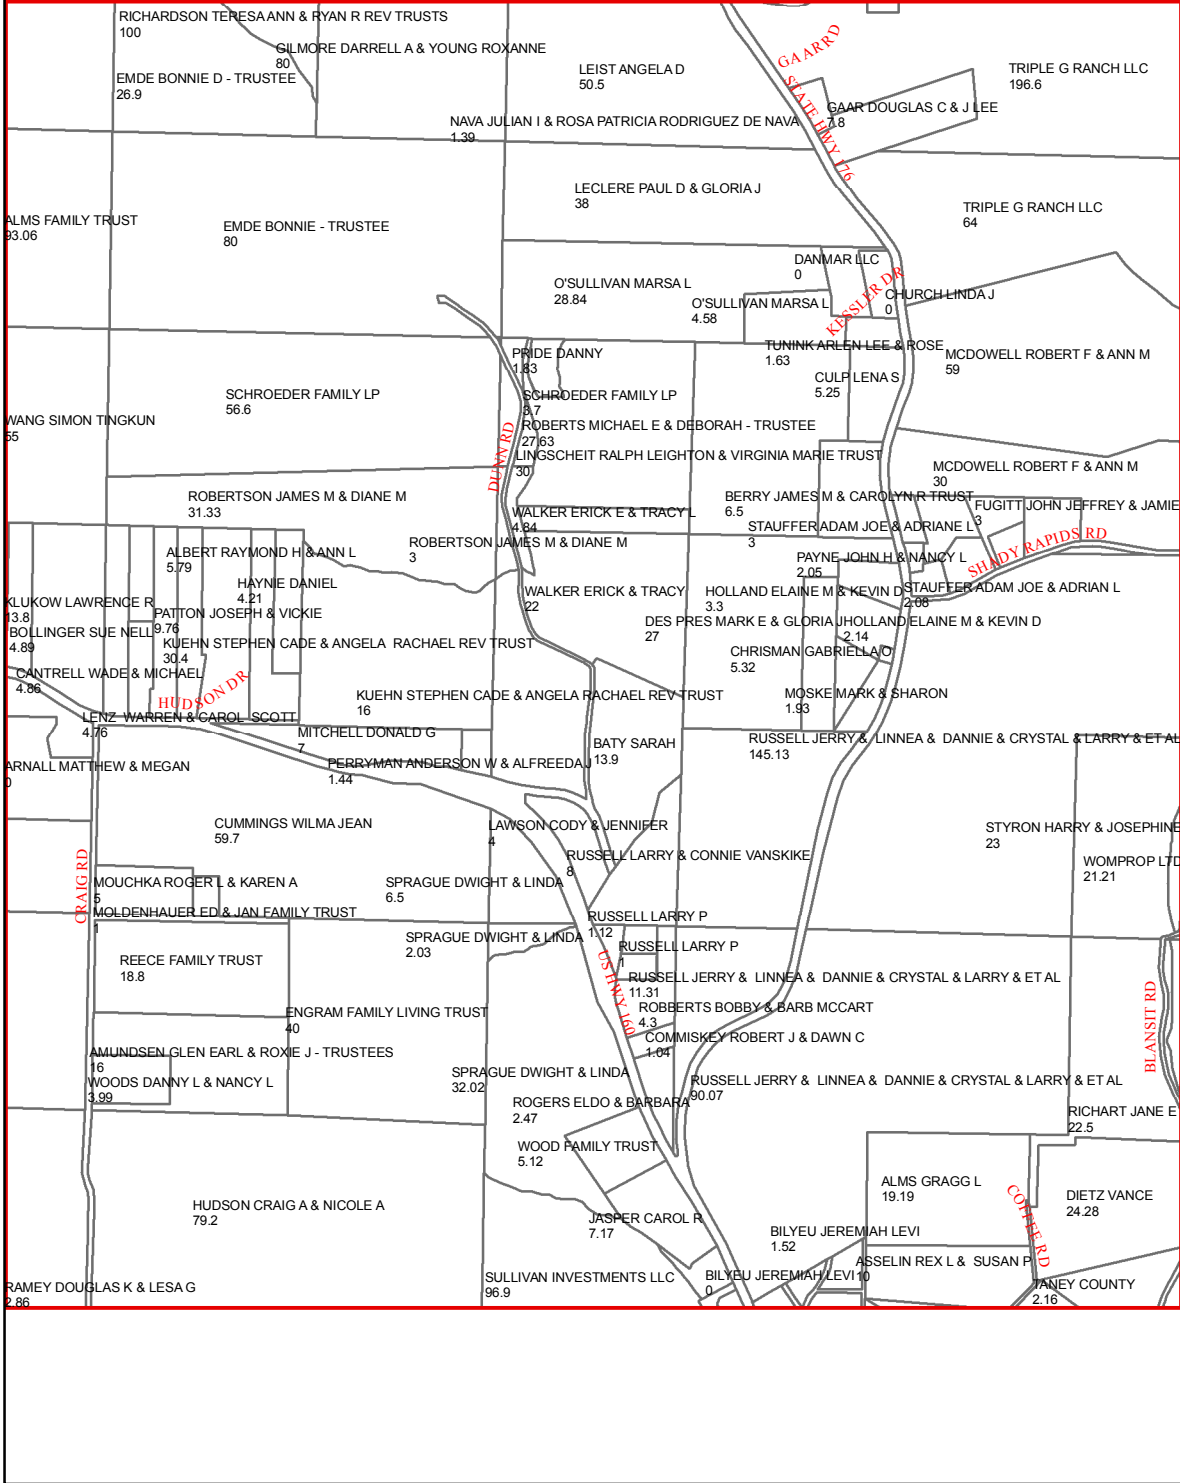 RICHARDSON TERESA ANN & RYAN R REV TRUSTS
100
GILMORE DARRELL A & YOUNG ROXANNE
80
EMDE BONNIE D - TRUSTEE
26.9
LEIST ANGELA D
50.5
GAAR RD
TRIPLE G RANCH LLC
196.6
STATE HWY 176
GAAR DOUGLAS C & J LEE
7.8
NAVA JULIAN I & ROSA PATRICIA RODRIGUEZ DE NAVA
1.39
LECLERE PAUL D & GLORIA J
38
TRIPLE G RANCH LLC
64
ALMS FAMILY TRUST
93.06
EMDE BONNIE - TRUSTEE
80
DANMAR LLC
0
O'SULLIVAN MARSA L
28.84
KESSLER DR
CHURCH LINDA J
0
O'SULLIVAN MARSA L
4.58
PRIDE DANNY
1.83
TUNINK ARLEN LEE & ROSE
1.63
MCDOWELL ROBERT F & ANN M
59
CULP LENA S
5.25
SCHROEDER FAMILY LP
56.6
SCHROEDER FAMILY LP
3.7
WANG SIMON TINGKUN
55
ROBERTS MICHAEL E & DEBORAH - TRUSTEE
27.63
DUNN RD
LINGSCHEIT RALPH LEIGHTON & VIRGINIA MARIE TRUST
30
MCDOWELL ROBERT F & ANN M
30
ROBERTSON JAMES M & DIANE M
31.33
BERRY JAMES M & CAROLYN R TRUST
6.5
FUGITT JOHN JEFFREY & JAMIE
3
WALKER ERICK E & TRACY L
4.84
STAUFFER ADAM JOE & ADRIANE L
3
SHADY RAPIDS RD
ROBERTSON JAMES M & DIANE M
3
ALBERT RAYMOND H & ANN L
5.79
PAYNE JOHN H & NANCY L
2.05
HAYNIE DANIEL
4.21
WALKER ERICK & TRACY
22
HOLLAND ELAINE M & KEVIN D
3.3
STAUFFER ADAM JOE & ADRIAN L
2.08
KLUKOW LAWRENCE R
13.8
PATTON JOSEPH & VICKIE
9.76
DES PRES MARK E & GLORIA J
27
HOLLAND ELAINE M & KEVIN D
2.14
BOLLINGER SUE NELL
4.89
KUEHN STEPHEN CADE & ANGELA RACHAEL REV TRUST
30.4
CHRISMAN GABRIELLA O
5.32
CANTRELL WADE & MICHAEL
4.86
HUDSON DR
KUEHN STEPHEN CADE & ANGELA RACHAEL REV TRUST
16
MOSKE MARK & SHARON
1.93
LENZ WARREN & CAROL SCOTT
4.76
MITCHELL DONALD G
7
BATY SARAH
13.9
RUSSELL JERRY & LINNEA & DANNIE & CRYSTAL & LARRY & ET AL
145.13
ARNALL MATTHEW & MEGAN
0
PERRYMAN ANDERSON W & ALFREEDA J
1.44
CUMMINGS WILMA JEAN
59.7
LAWSON CODY & JENNIFER
4
STYRON HARRY & JOSEPHINE
23
RUSSELL LARRY & CONNIE VANSKIKE
8
WOMPROP LTD
21.21
CRAIG RD
MOUCHKA ROGER L & KAREN A
5
SPRAGUE DWIGHT & LINDA
6.5
MOLDENHAUER ED & JAN FAMILY TRUST
1
RUSSELL LARRY P
1.12
SPRAGUE DWIGHT & LINDA
2.03
RUSSELL LARRY P
1
REECE FAMILY TRUST
18.8
US HWY 160
RUSSELL JERRY & LINNEA & DANNIE & CRYSTAL & LARRY & ET AL
11.31
BLANSIT RD
ENGRAM FAMILY LIVING TRUST
40
ROBBERTS BOBBY & BARB MCCART
4.3
COMMISKEY ROBERT J & DAWN C
1.04
AMUNDSEN GLEN EARL & ROXIE J - TRUSTEES
16
SPRAGUE DWIGHT & LINDA
32.02
RUSSELL JERRY & LINNEA & DANNIE & CRYSTAL & LARRY & ET AL
90.07
WOODS DANNY L & NANCY L
3.99
ROGERS ELDO & BARBARA
2.47
RICHART JANE E
22.5
WOOD FAMILY TRUST
5.12
ALMS GRAGG L
19.19
COFFEE RD
DIETZ VANCE
24.28
HUDSON CRAIG A & NICOLE A
79.2
JASPER CAROL R
7.17
BILYEU JEREMIAH LEVI
1.52
ASSELIN REX L & SUSAN P
10
RAMEY DOUGLAS K & LESA G
2.86
SULLIVAN INVESTMENTS LLC
96.9
BILYEU JEREMIAH LEVI
0
TANEY COUNTY
2.16